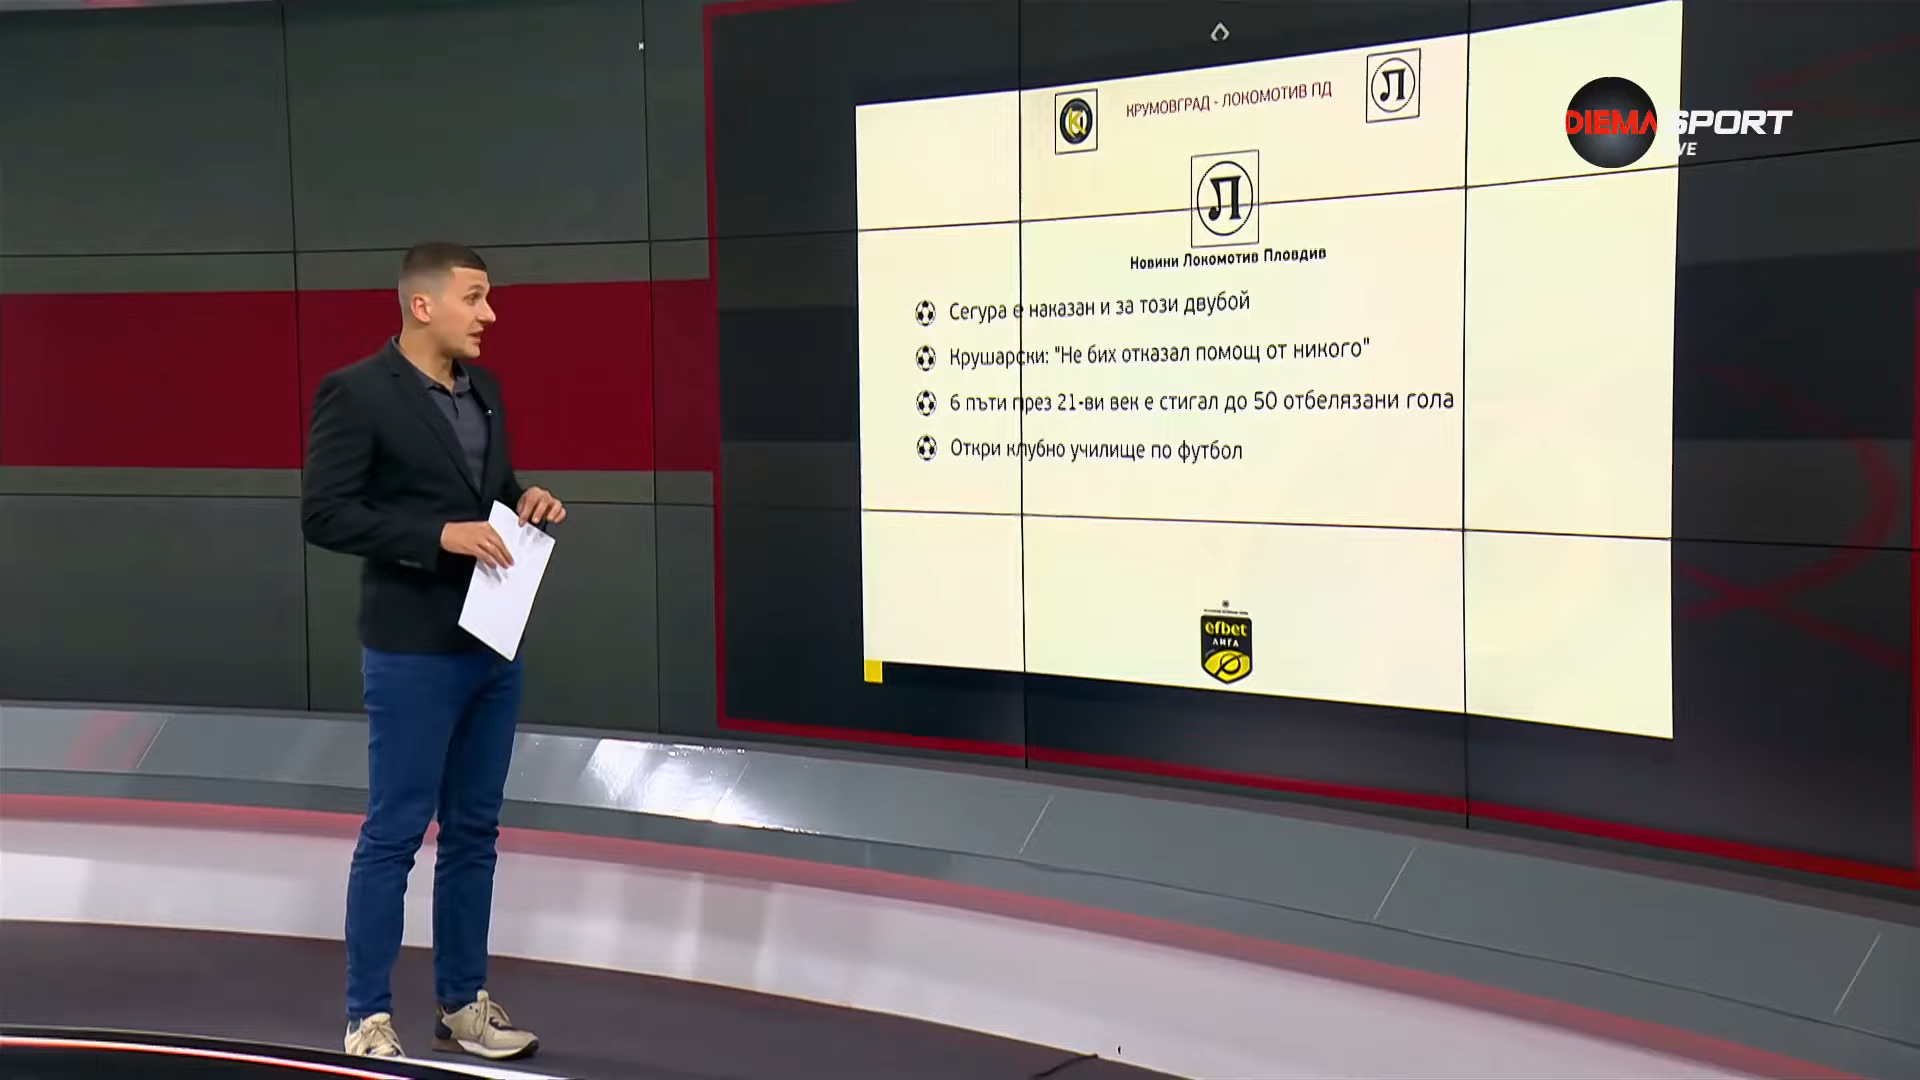 КРУМОВГРАД - ЛОКОМОТИВ ПД
Л
DIEMA SPORT
Л
Новини Локомотив Пловдив
Сегура е наказан и за този двубой
Крушарски: "Не бих отказал помощ от никого"
6 пъти през 21-ви век е стигал до 50 отбелязани гола
Откри клубно училище по футбол
efbet
ЛИГА